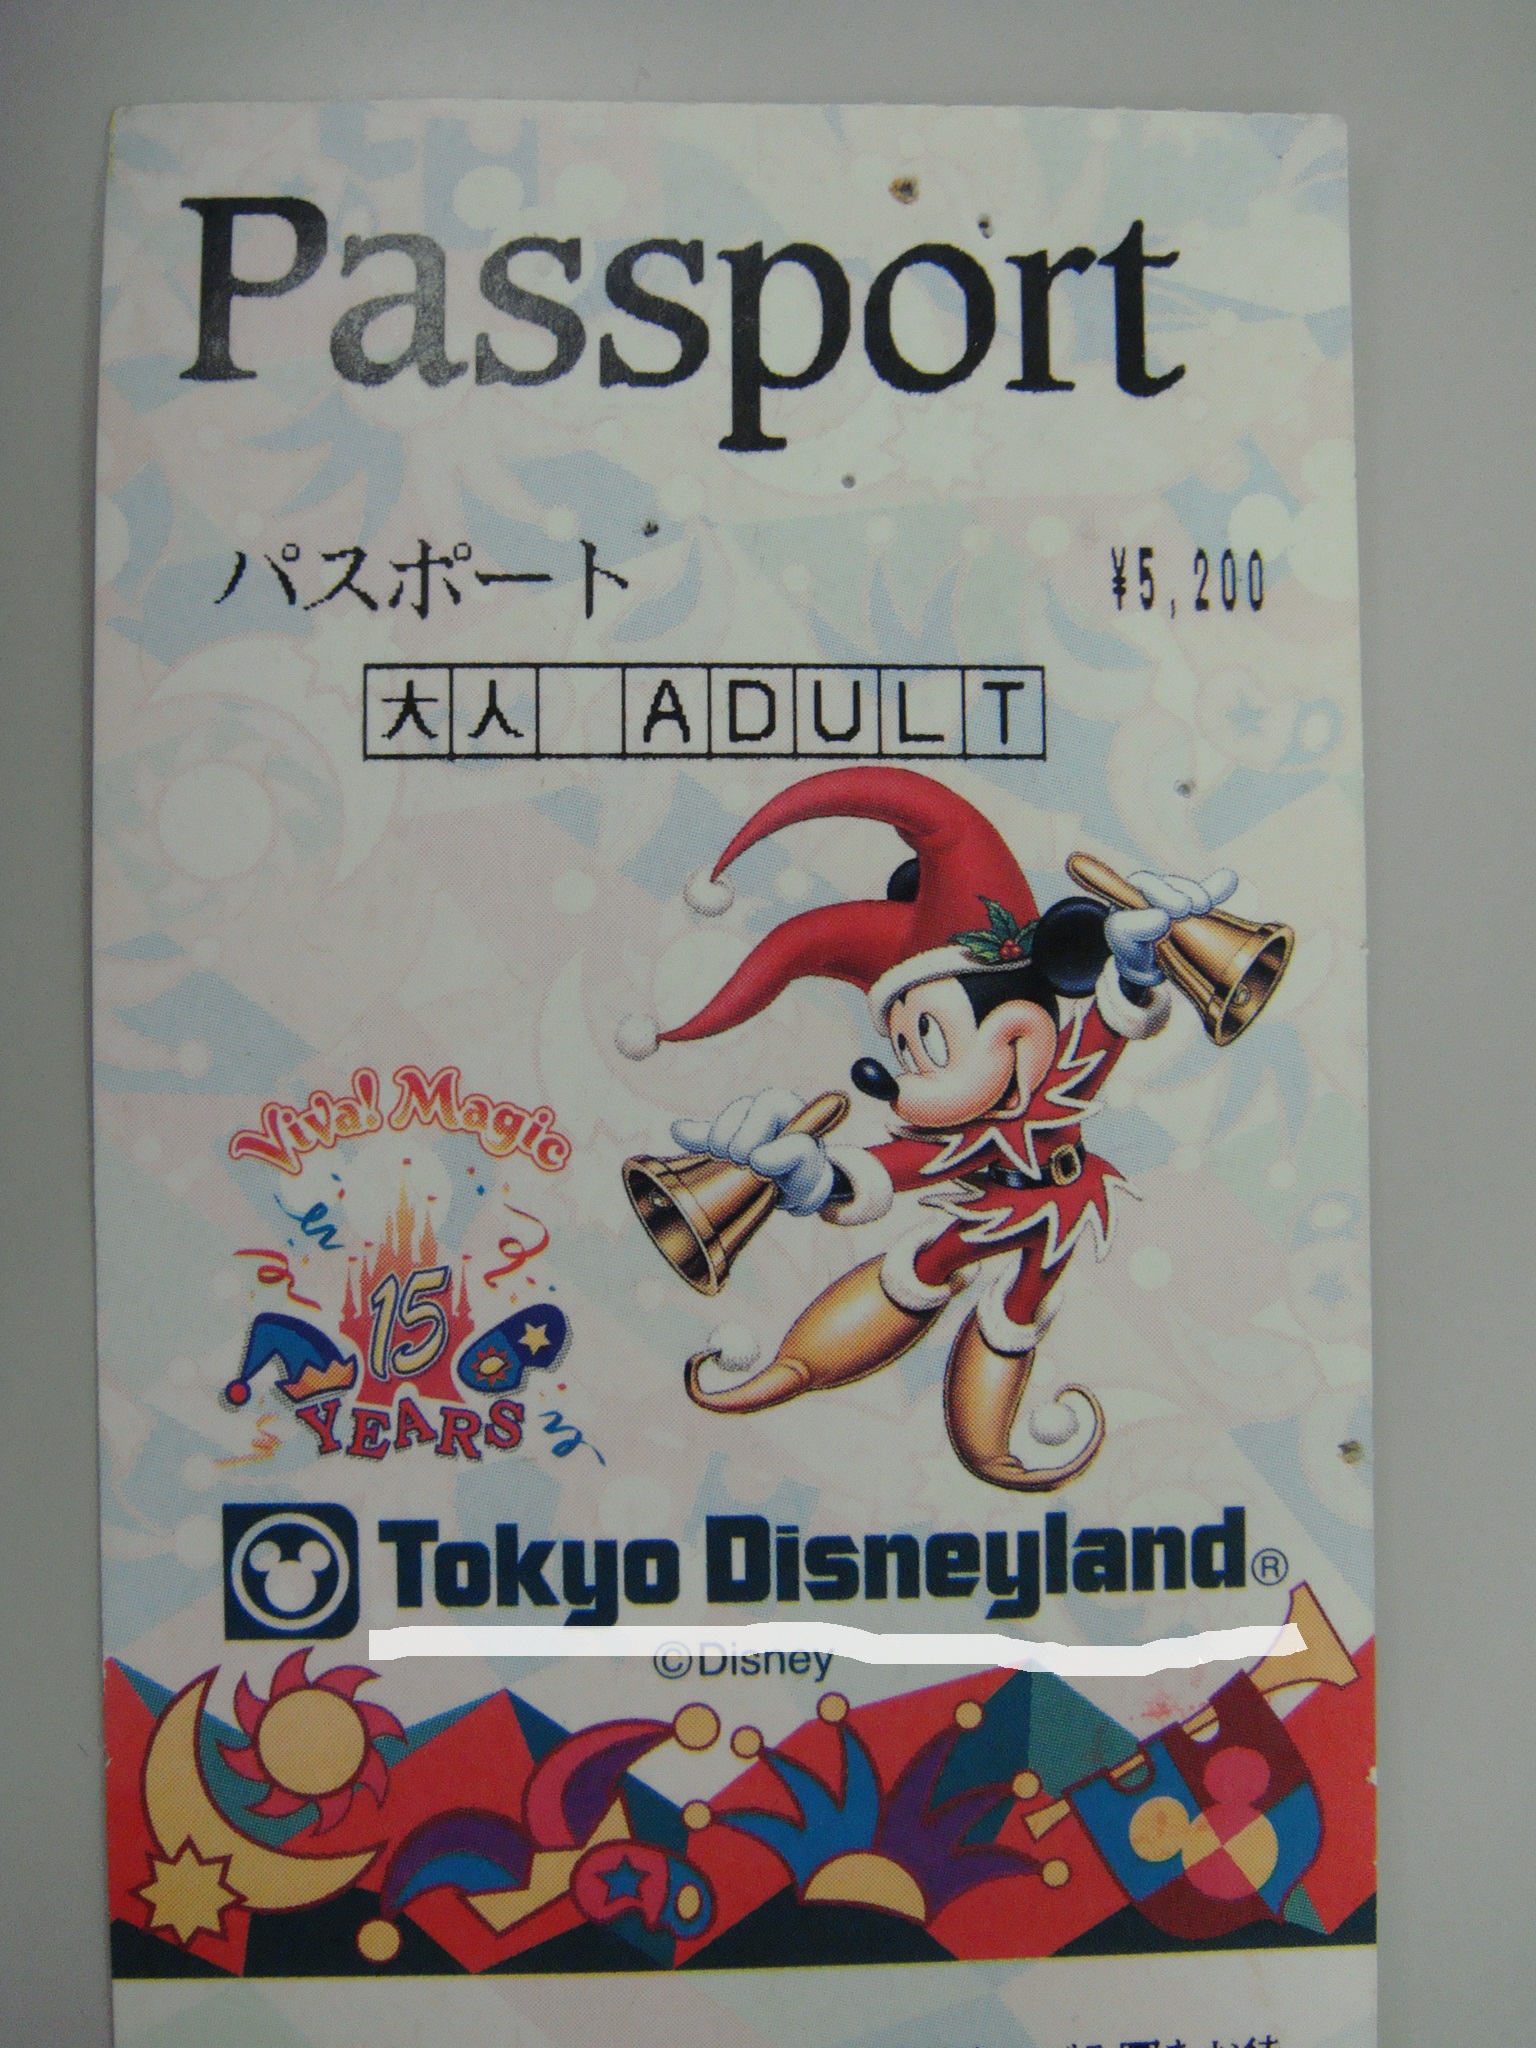 Passport
パスポート ¥5,200
大人 ADULT
Viva! Magic
15
YEARS
Tokyo Disneyland®
©Disney